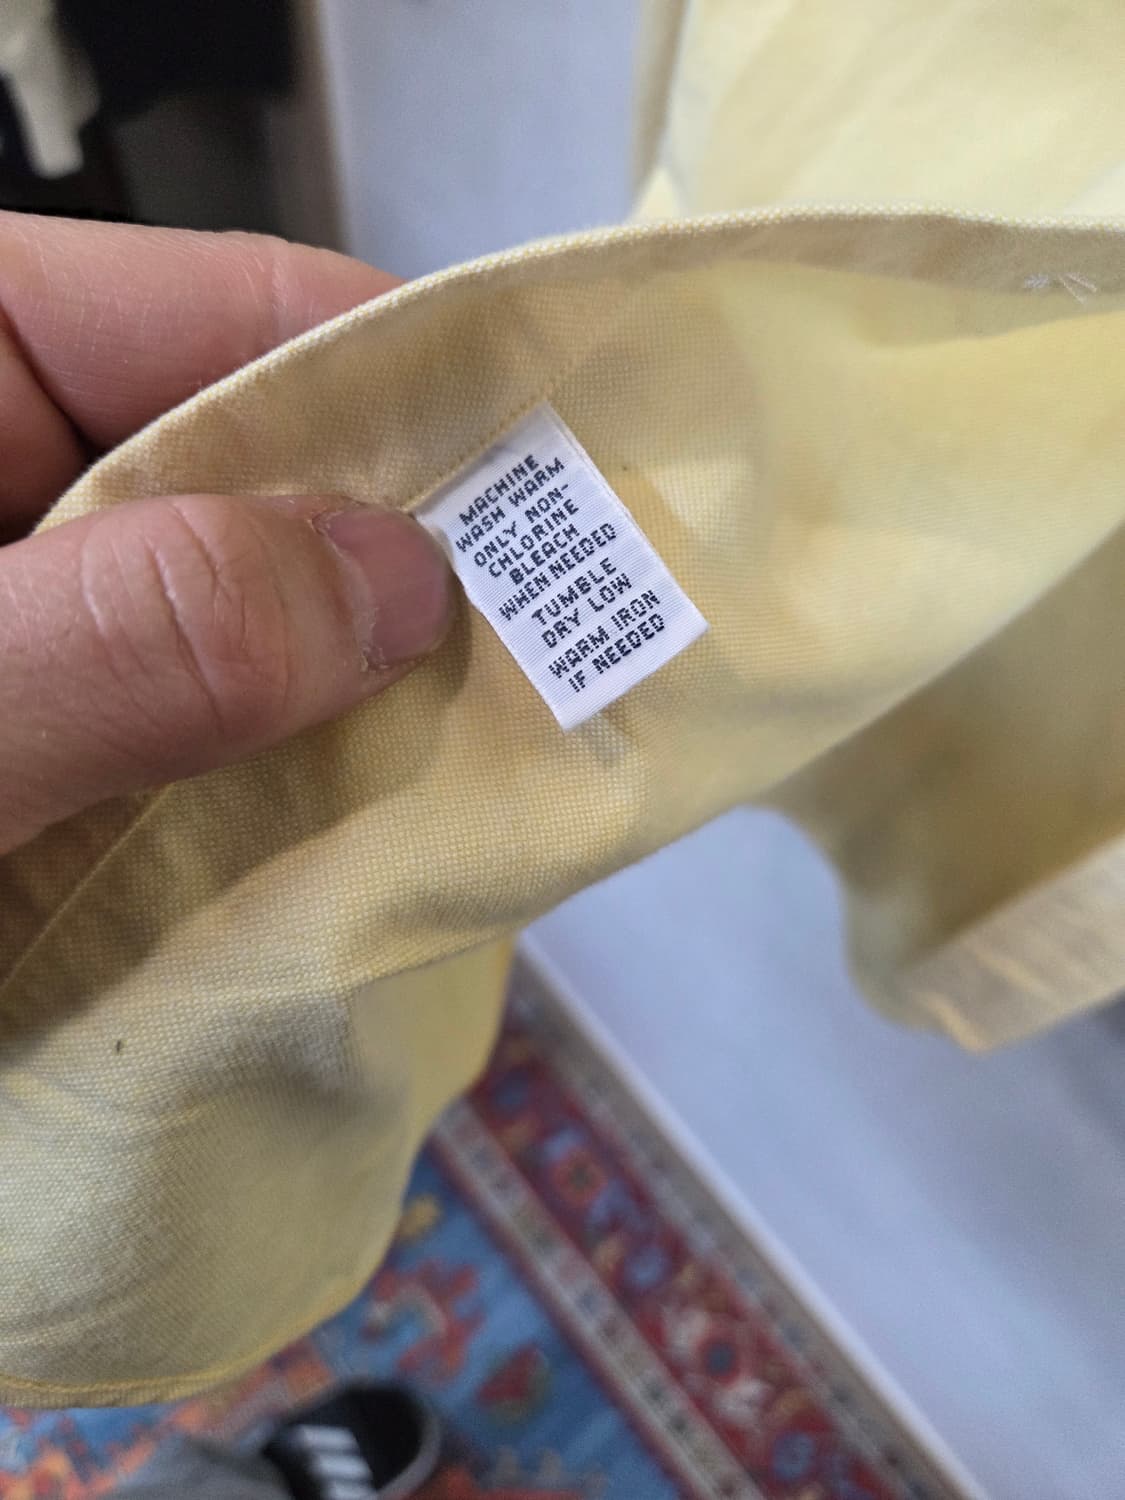 MACHINE
WASH WARM
ONLY NON-
CHLORINE
BLEACH
WHEN NEEDED
TUMBLE
DRY LOW
WARM IRON
IF NEEDED